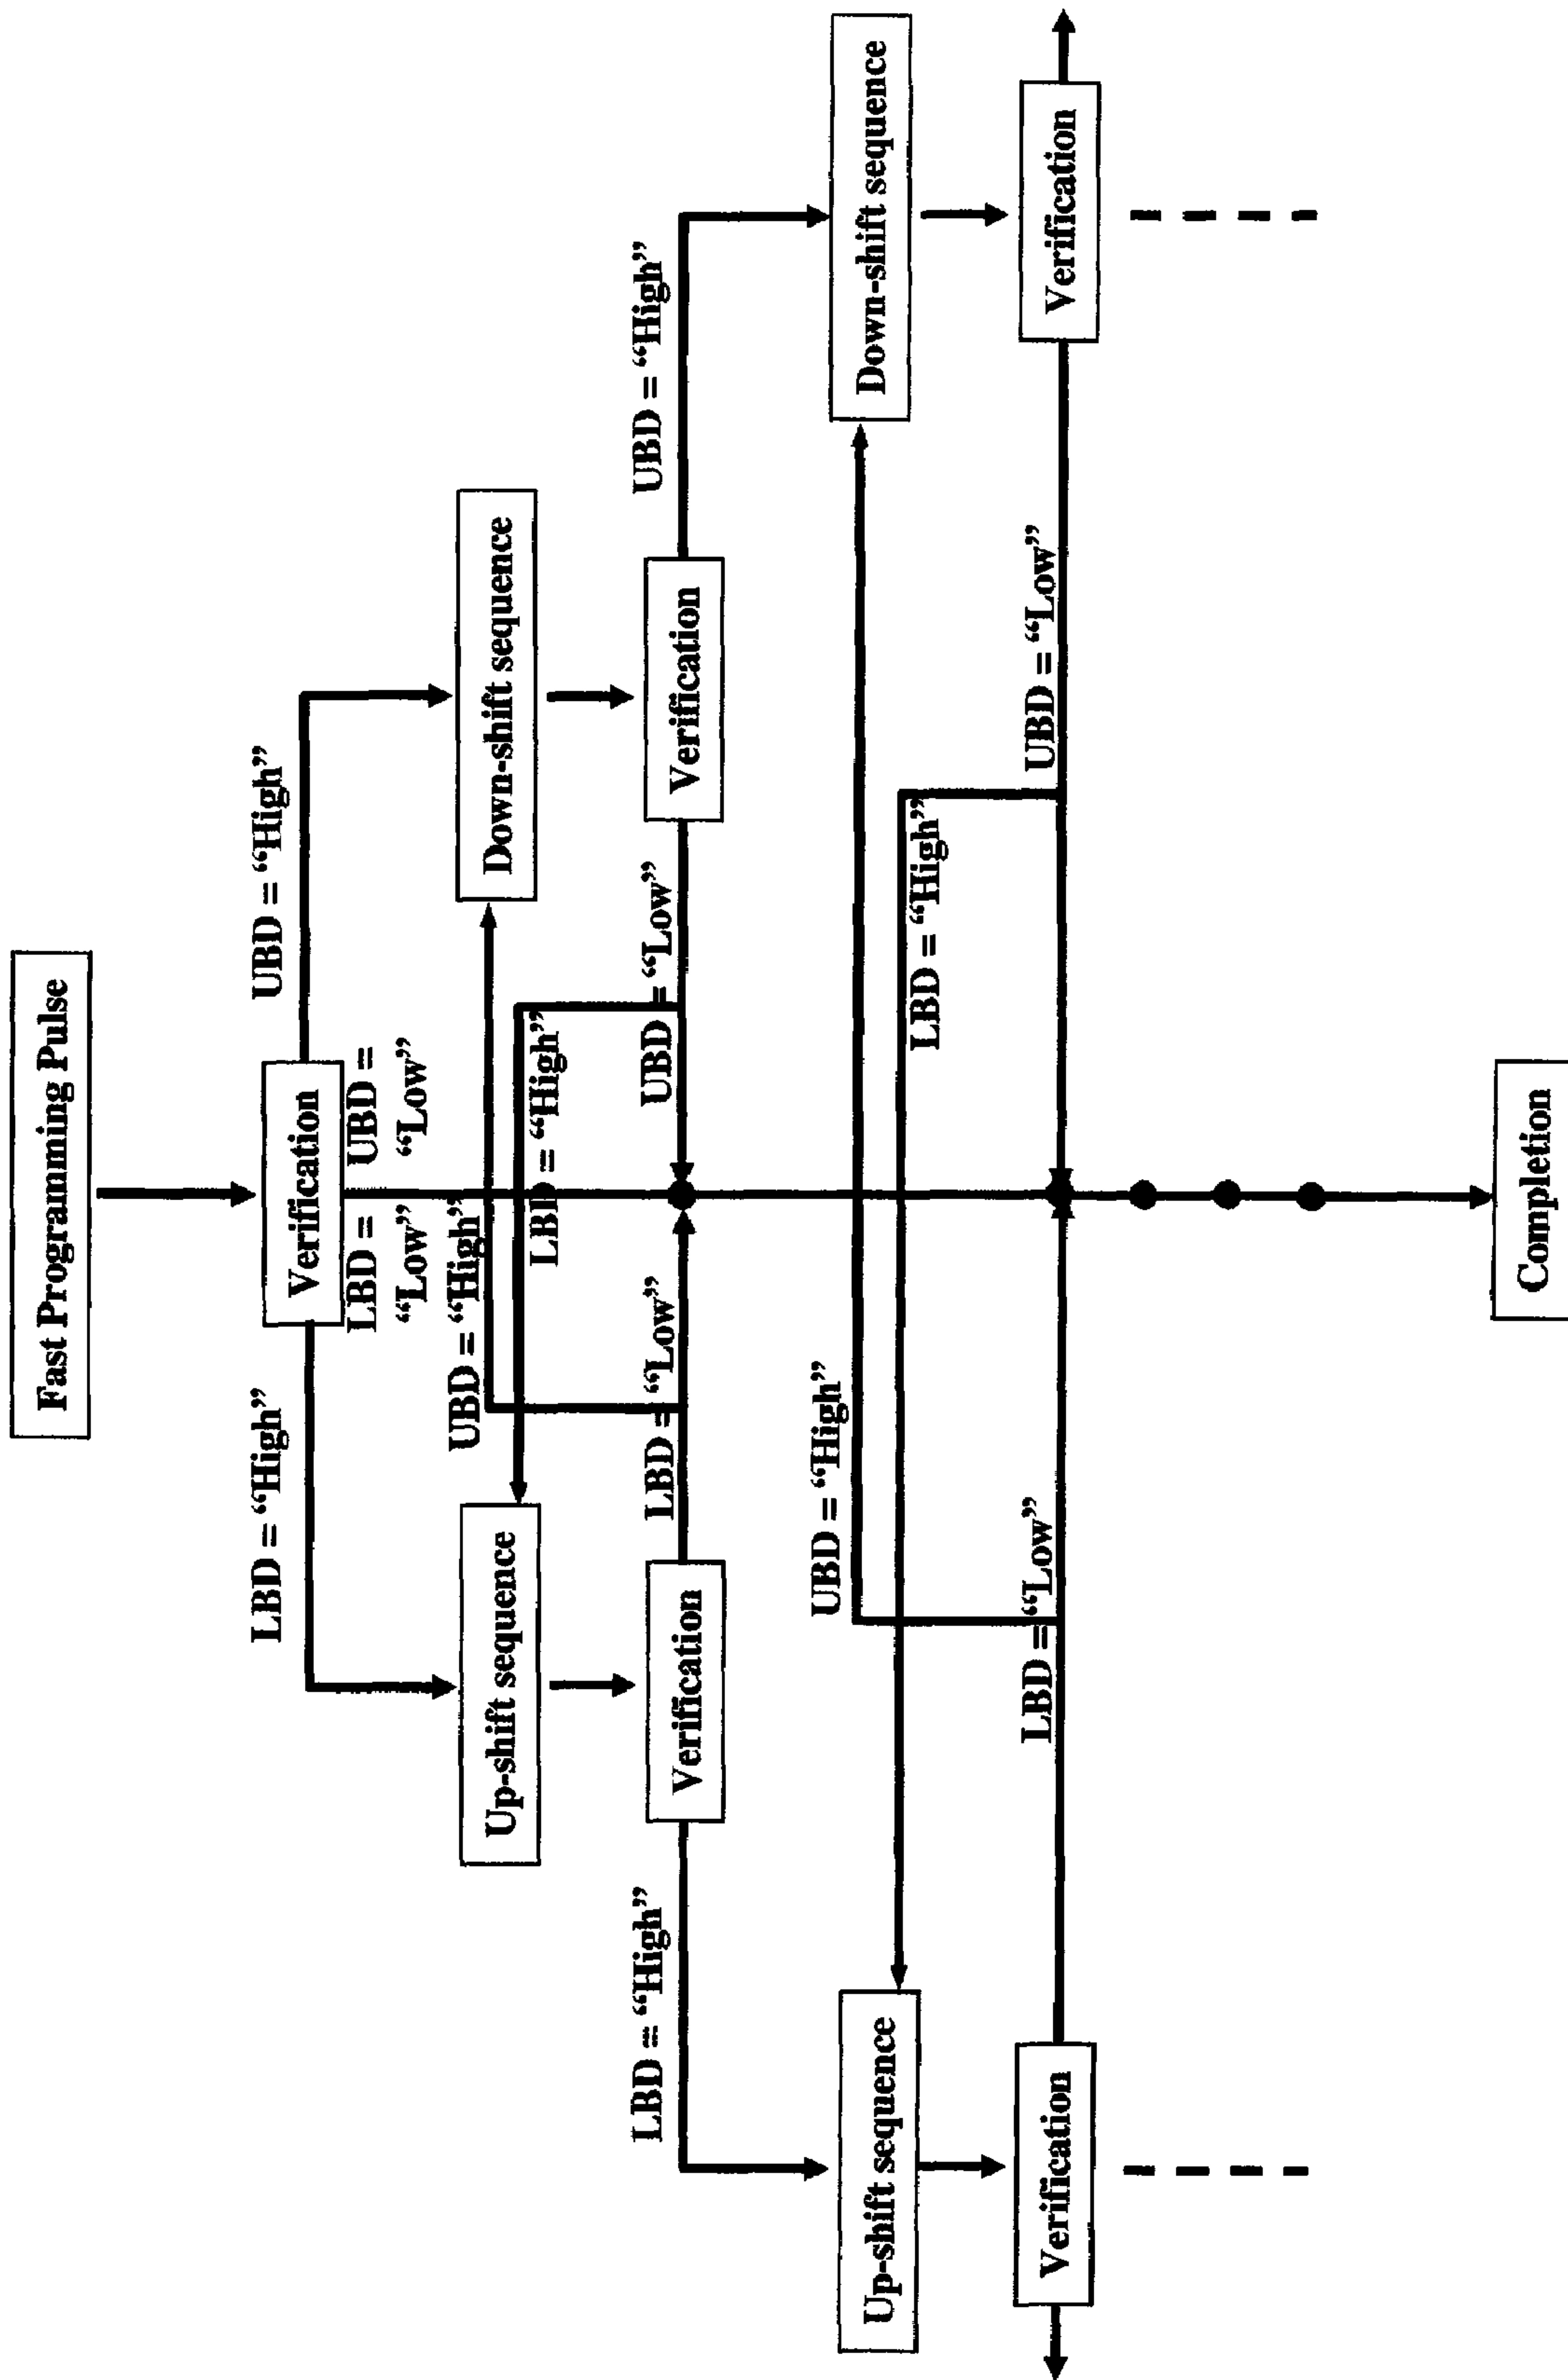 Fast Programming Pulse
Verification
LBD = “High”
UBD = “High”
LBD =
“Low”
UBD =
“Low”
Up-shift sequence
UBD = “High”
LBD = “High”
Down-shift sequence
LBD = “High”
Verification
LBD = “Low”
UBD = “Low”
Verification
UBD = “High”
Up-shift sequence
UBD = “High”
LBD = “High”
Down-shift sequence
Verification
LBD = “Low”
UBD = “Low”
Verification
Completion